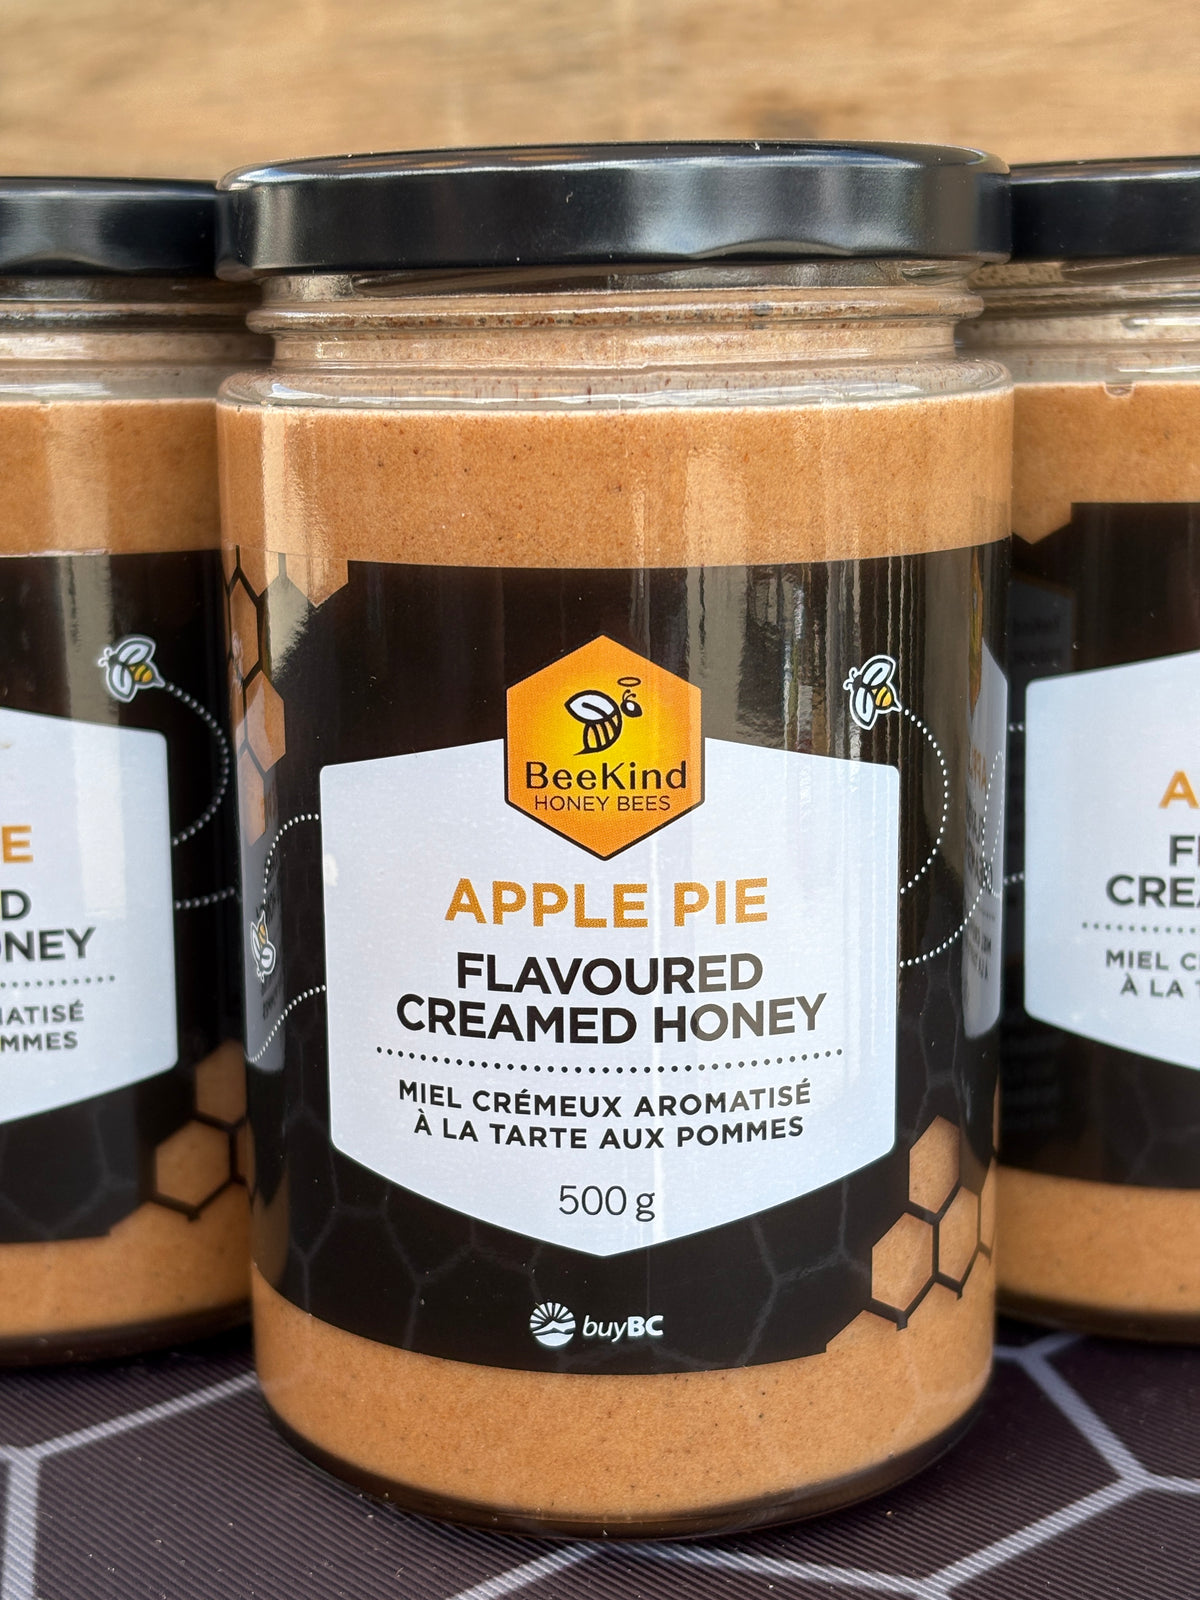 BeeKind
HONEY BEES
APPLE PIE
FLAVOURED
CREAMED HONEY
MIEL CRÉMEUX AROMATISÉ
À LA TARTE AUX POMMES
500 g
buyBC